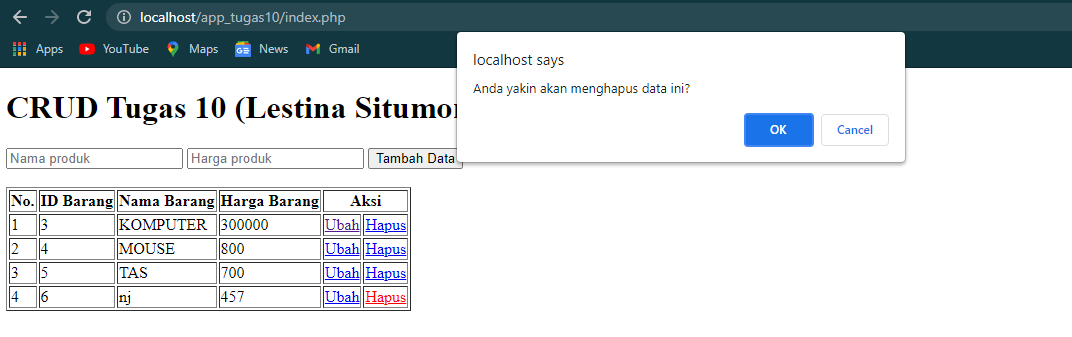 localhost/app_tugas10/index.php
Apps YouTube Maps News Gmail
localhost says
Anda yakin akan menghapus data ini?
OK Cancel
CRUD Tugas 10 (Lestina
Nama produk Harga produk Tambah Data
No. ID Barang Nama Barang Harga Barang Aksi
1 3 KOMPUTER 300000 Ubah Hapus
2 4 MOUSE 800 Ubah Hapus
3 5 TAS 700 Ubah Hapus
4 6 nj 457 Ubah Hapus